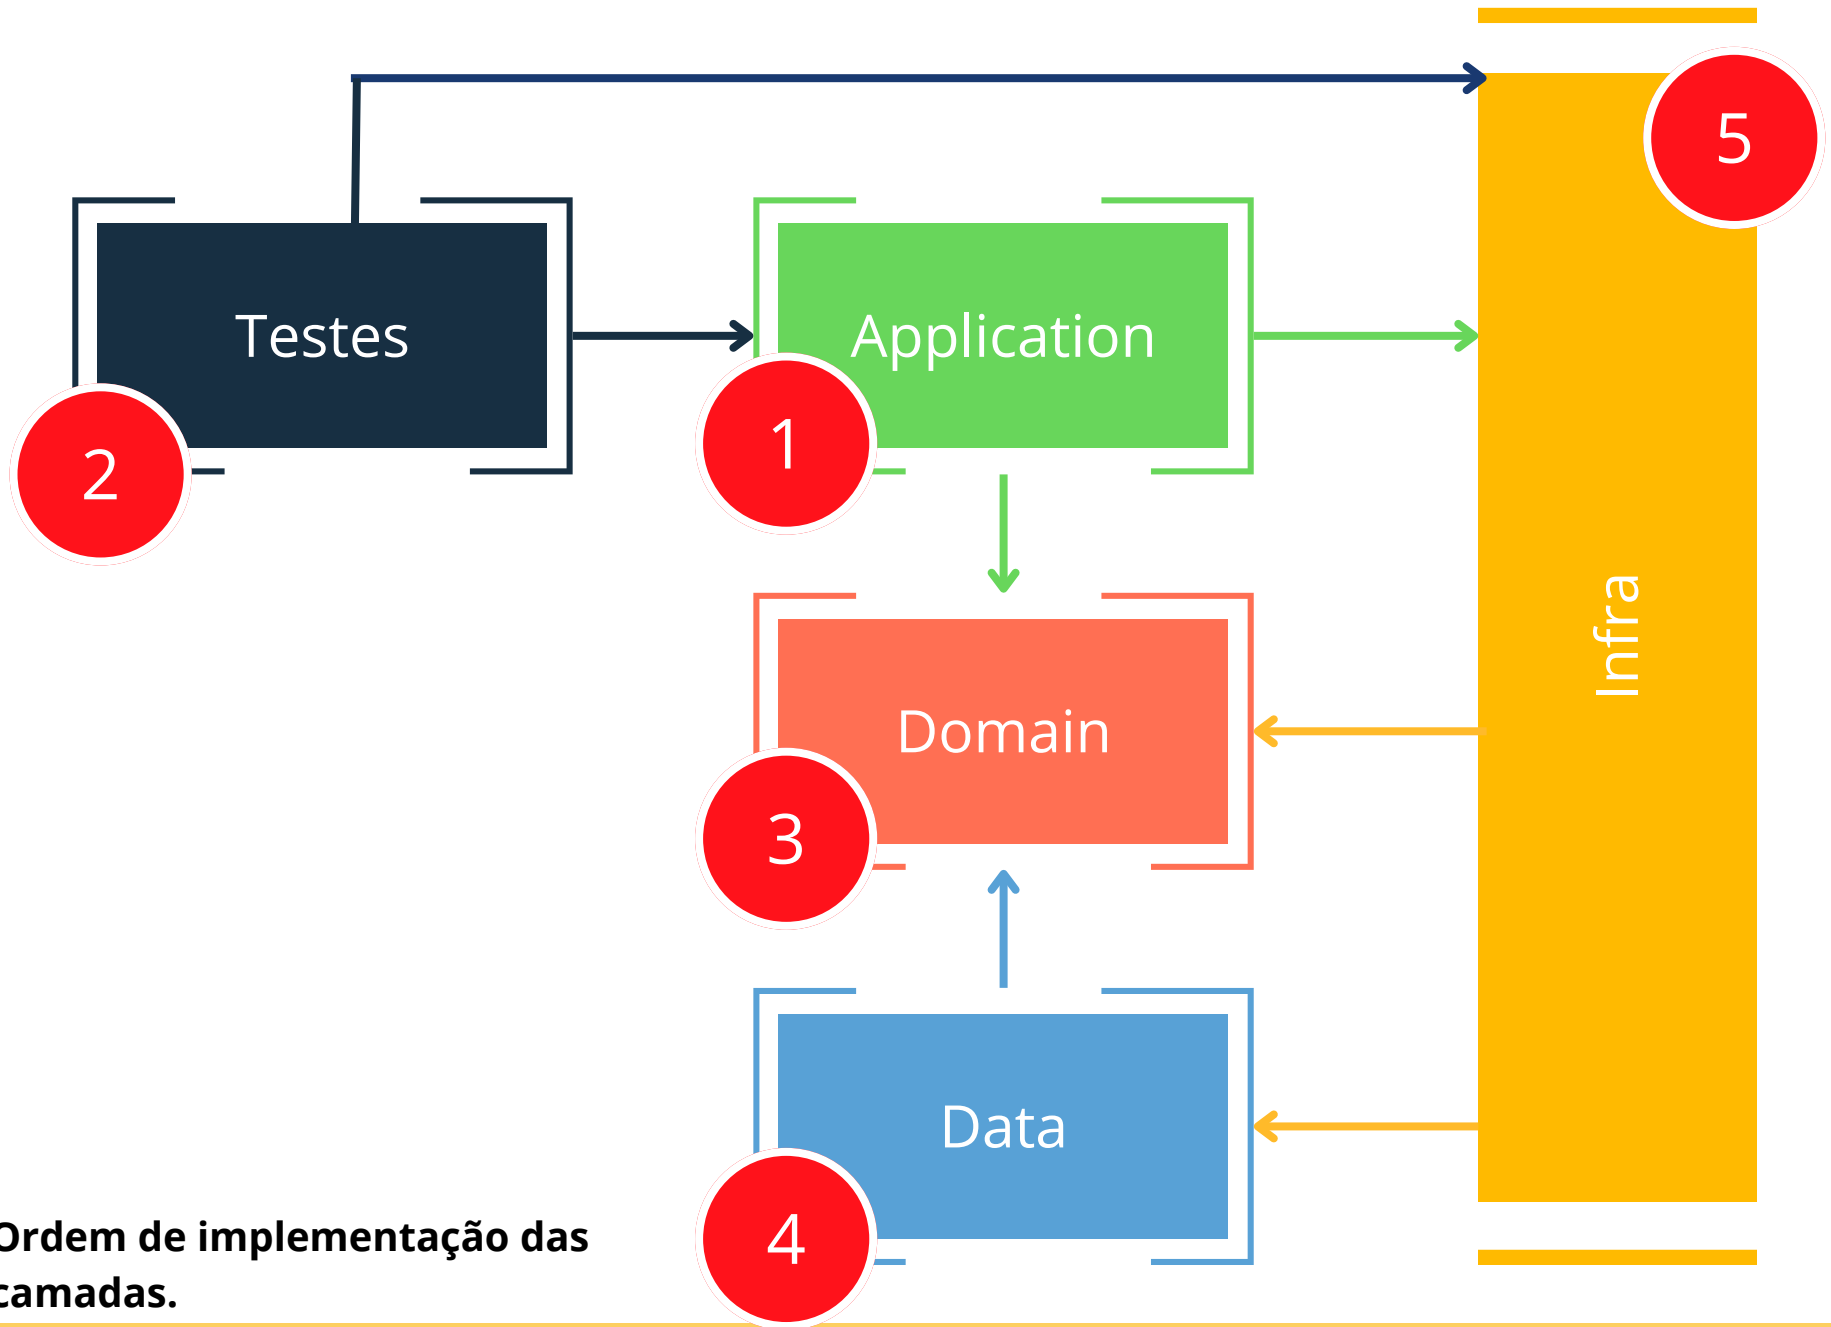 5
Testes
Application
2
1
Infra
Domain
3
Data
4
Ordem de implementação das
camadas.